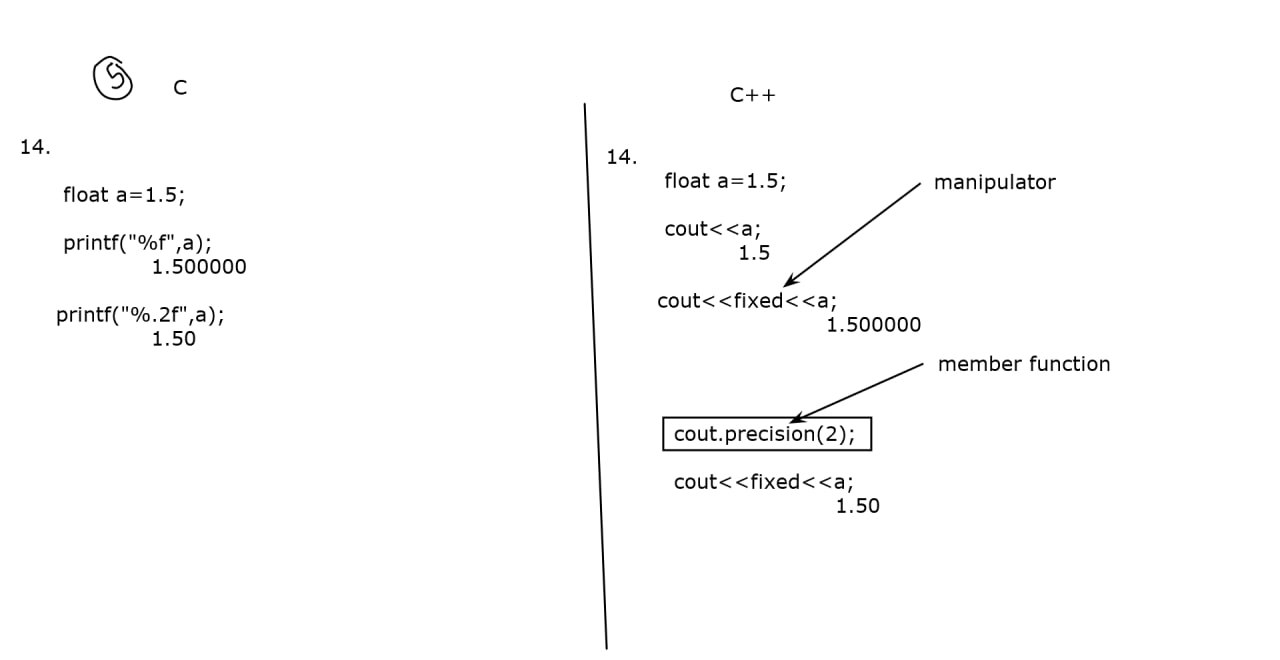 5
C
14.
float a=1.5;
printf("%f",a);
1.500000
printf("%.2f",a);
1.50
C++
14.
float a=1.5;
manipulator
cout<<a;
1.5
cout<<fixed<<a;
1.500000
member function
cout.precision(2);
cout<<fixed<<a;
1.50